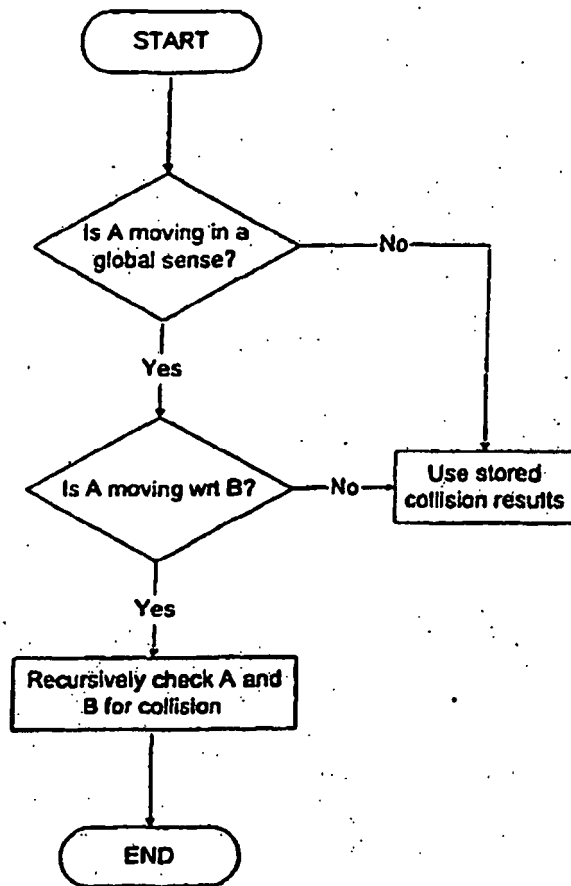 START
Is A moving in a
global sense?
No
Yes
Is A moving wrt B?
No
Use stored
collision results
Yes
Recursively check A and
B for collision
END